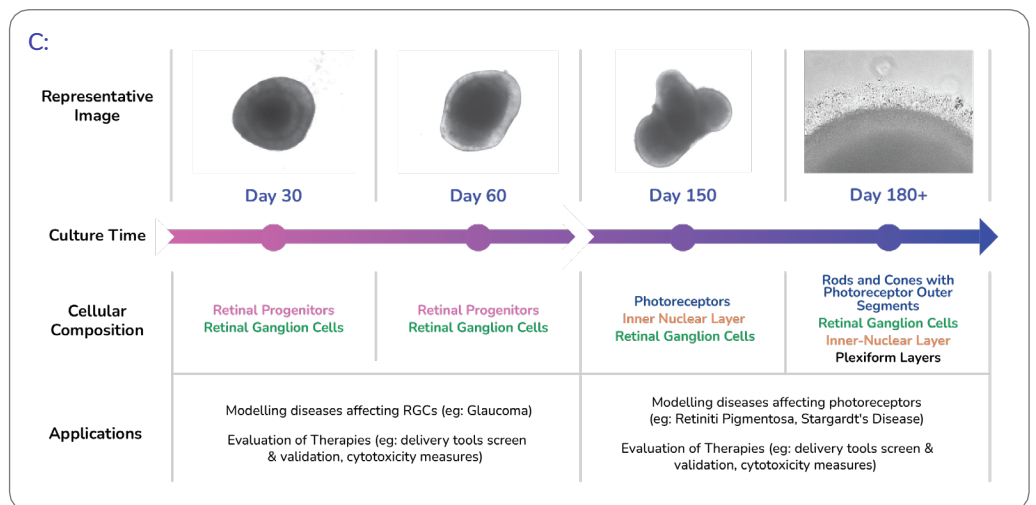 C:
Representative
Image
Day 30
Day 60
Day 150
Day 180+
Culture Time
Cellular
Composition
Retinal Progenitors
Retinal Ganglion Cells
Retinal Progenitors
Retinal Ganglion Cells
Photoreceptors
Inner Nuclear Layer
Retinal Ganglion Cells
Rods and Cones with
Photoreceptor Outer
Segments
Retinal Ganglion Cells
Inner-Nuclear Layer
Plexiform Layers
Applications
Modelling diseases affecting RGCs (eg: Glaucoma)
Evaluation of Therapies (eg: delivery tools screen
& validation, cytotoxicity measures)
Modelling diseases affecting photoreceptors
(eg: Retiniti Pigmentosa, Stargardt's Disease)
Evaluation of Therapies (eg: delivery tools screen &
validation, cytotoxicity measures)